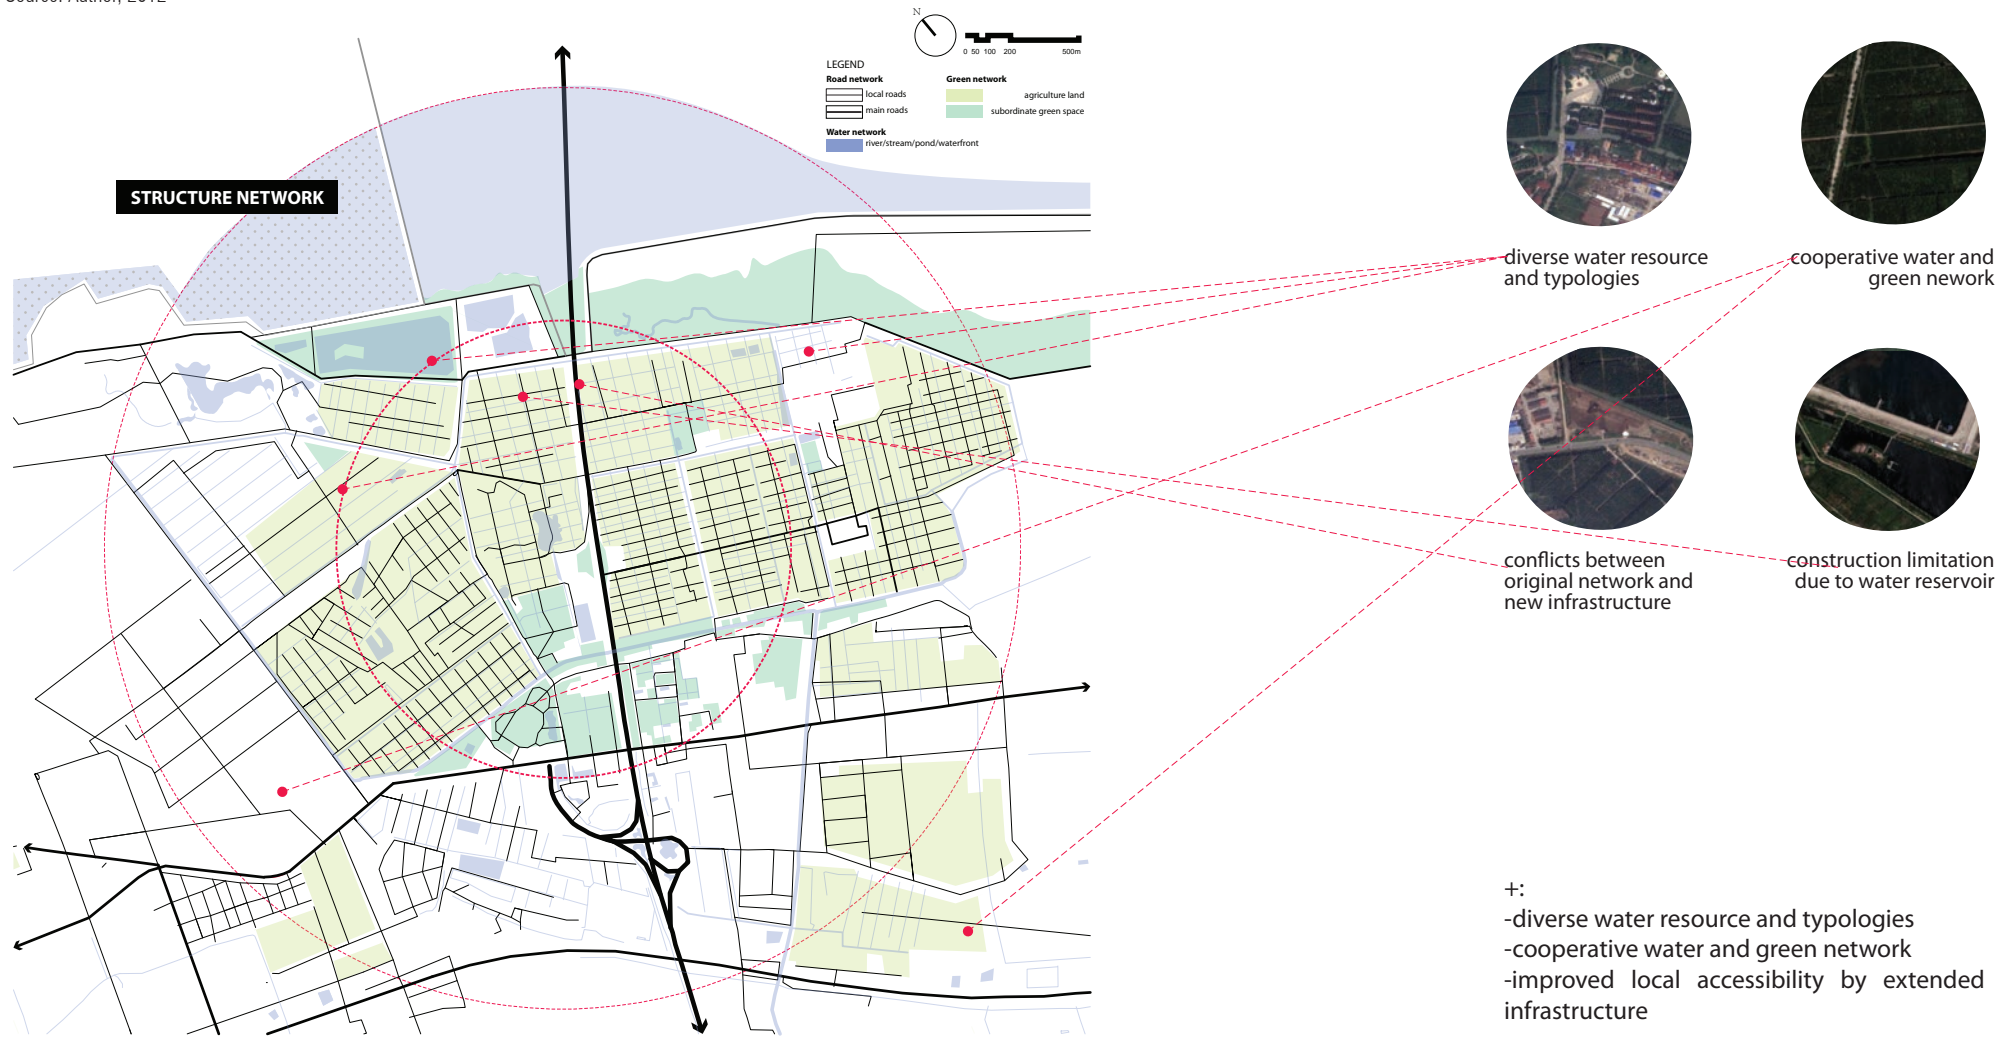 Source: Author, 2012
N
0 50 100 200 500m
LEGEND
Road network
local roads
main roads
Green network
agriculture land
subordinate green space
Water network
river/stream/pond/waterfront
STRUCTURE NETWORK
diverse water resource
and typologies
cooperative water and
green nework
conflicts between
original network and
new infrastructure
construction limitation
due to water reservoir
+:
-diverse water resource and typologies
-cooperative water and green network
-improved local accessibility by extended
infrastructure